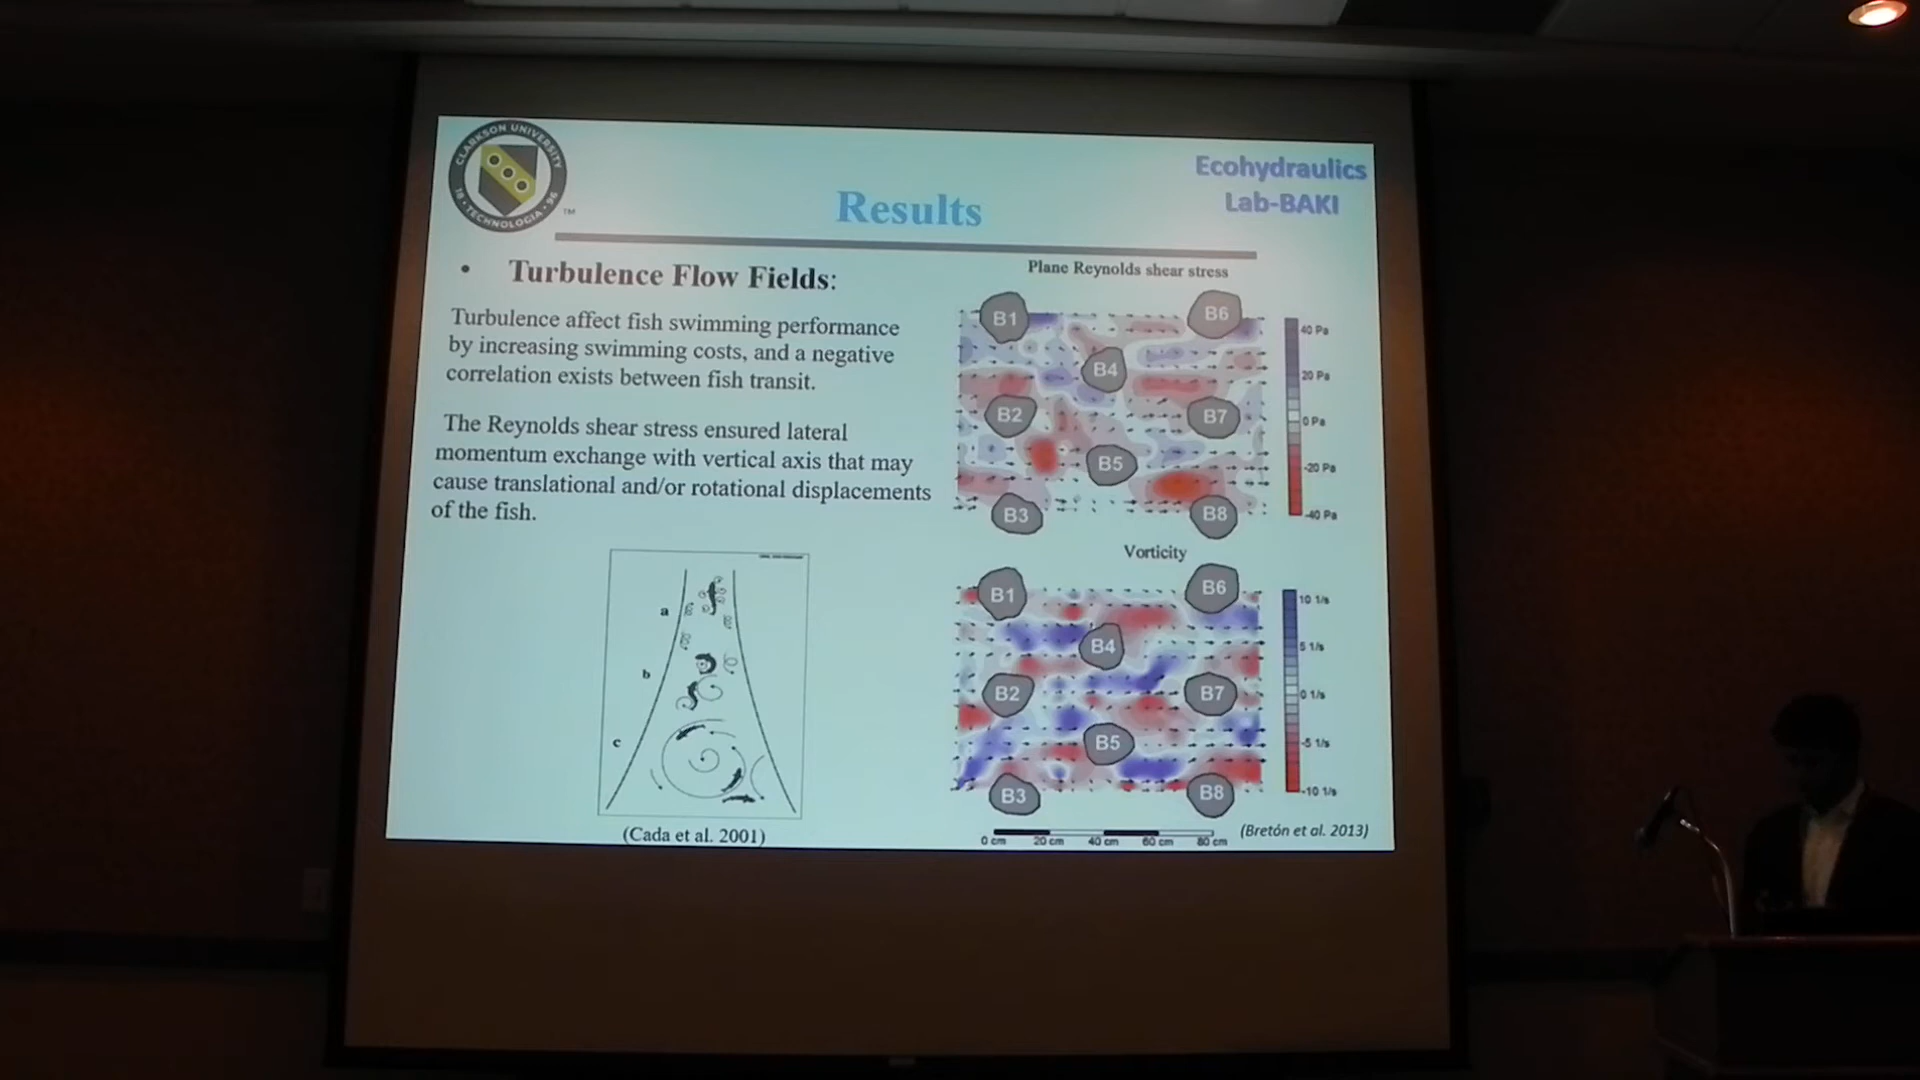 CLARKSON UNIVERSITY
18 • TECHNOLOGIA • 96
TM
Ecohydraulics
Lab-BAKI
Results
• Turbulence Flow Fields:
Turbulence affect fish swimming performance
by increasing swimming costs, and a negative
correlation exists between fish transit.
The Reynolds shear stress ensured lateral
momentum exchange with vertical axis that may
cause translational and/or rotational displacements
of the fish.
a
b
c
(Cada et al. 2001)
Plane Reynolds shear stress
B1
B6
B4
B2
B7
B5
B3
B8
40 Pa
20 Pa
0 Pa
-20 Pa
-40 Pa
Vorticity
B1
B6
B4
B2
B7
B5
B3
B8
10 1/s
5 1/s
0 1/s
-5 1/s
-10 1/s
0 cm 20 cm 40 cm 60 cm 80 cm
(Bretón et al. 2013)